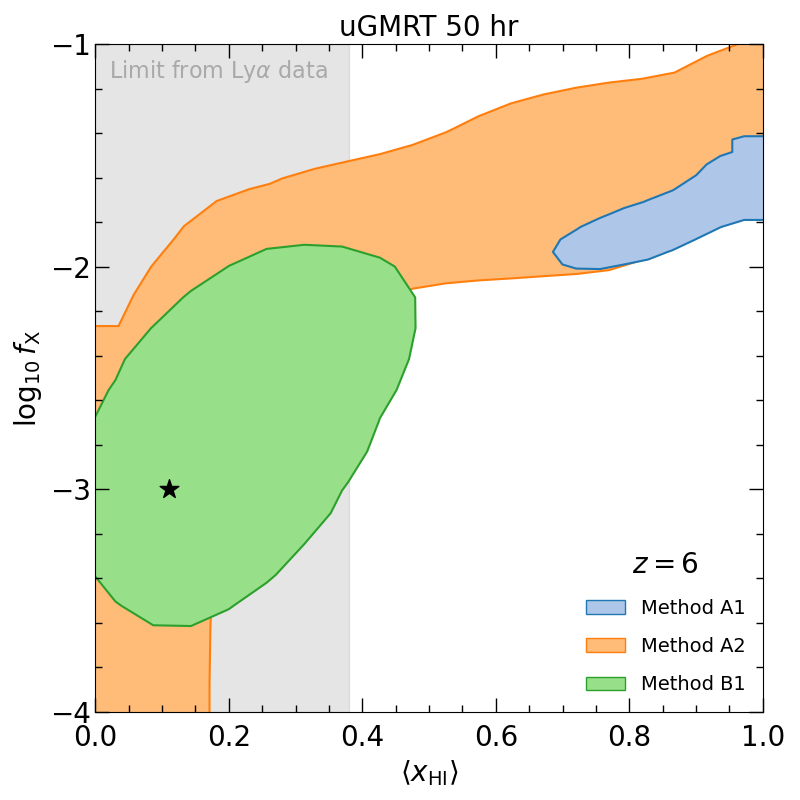 uGMRT 50 hr
Limit from Lyα data
−1
−2
−3
−4
log₁₀ f_X
0.0 0.2 0.4 0.6 0.8 1.0
⟨x_HI⟩
z = 6
Method A1
Method A2
Method B1